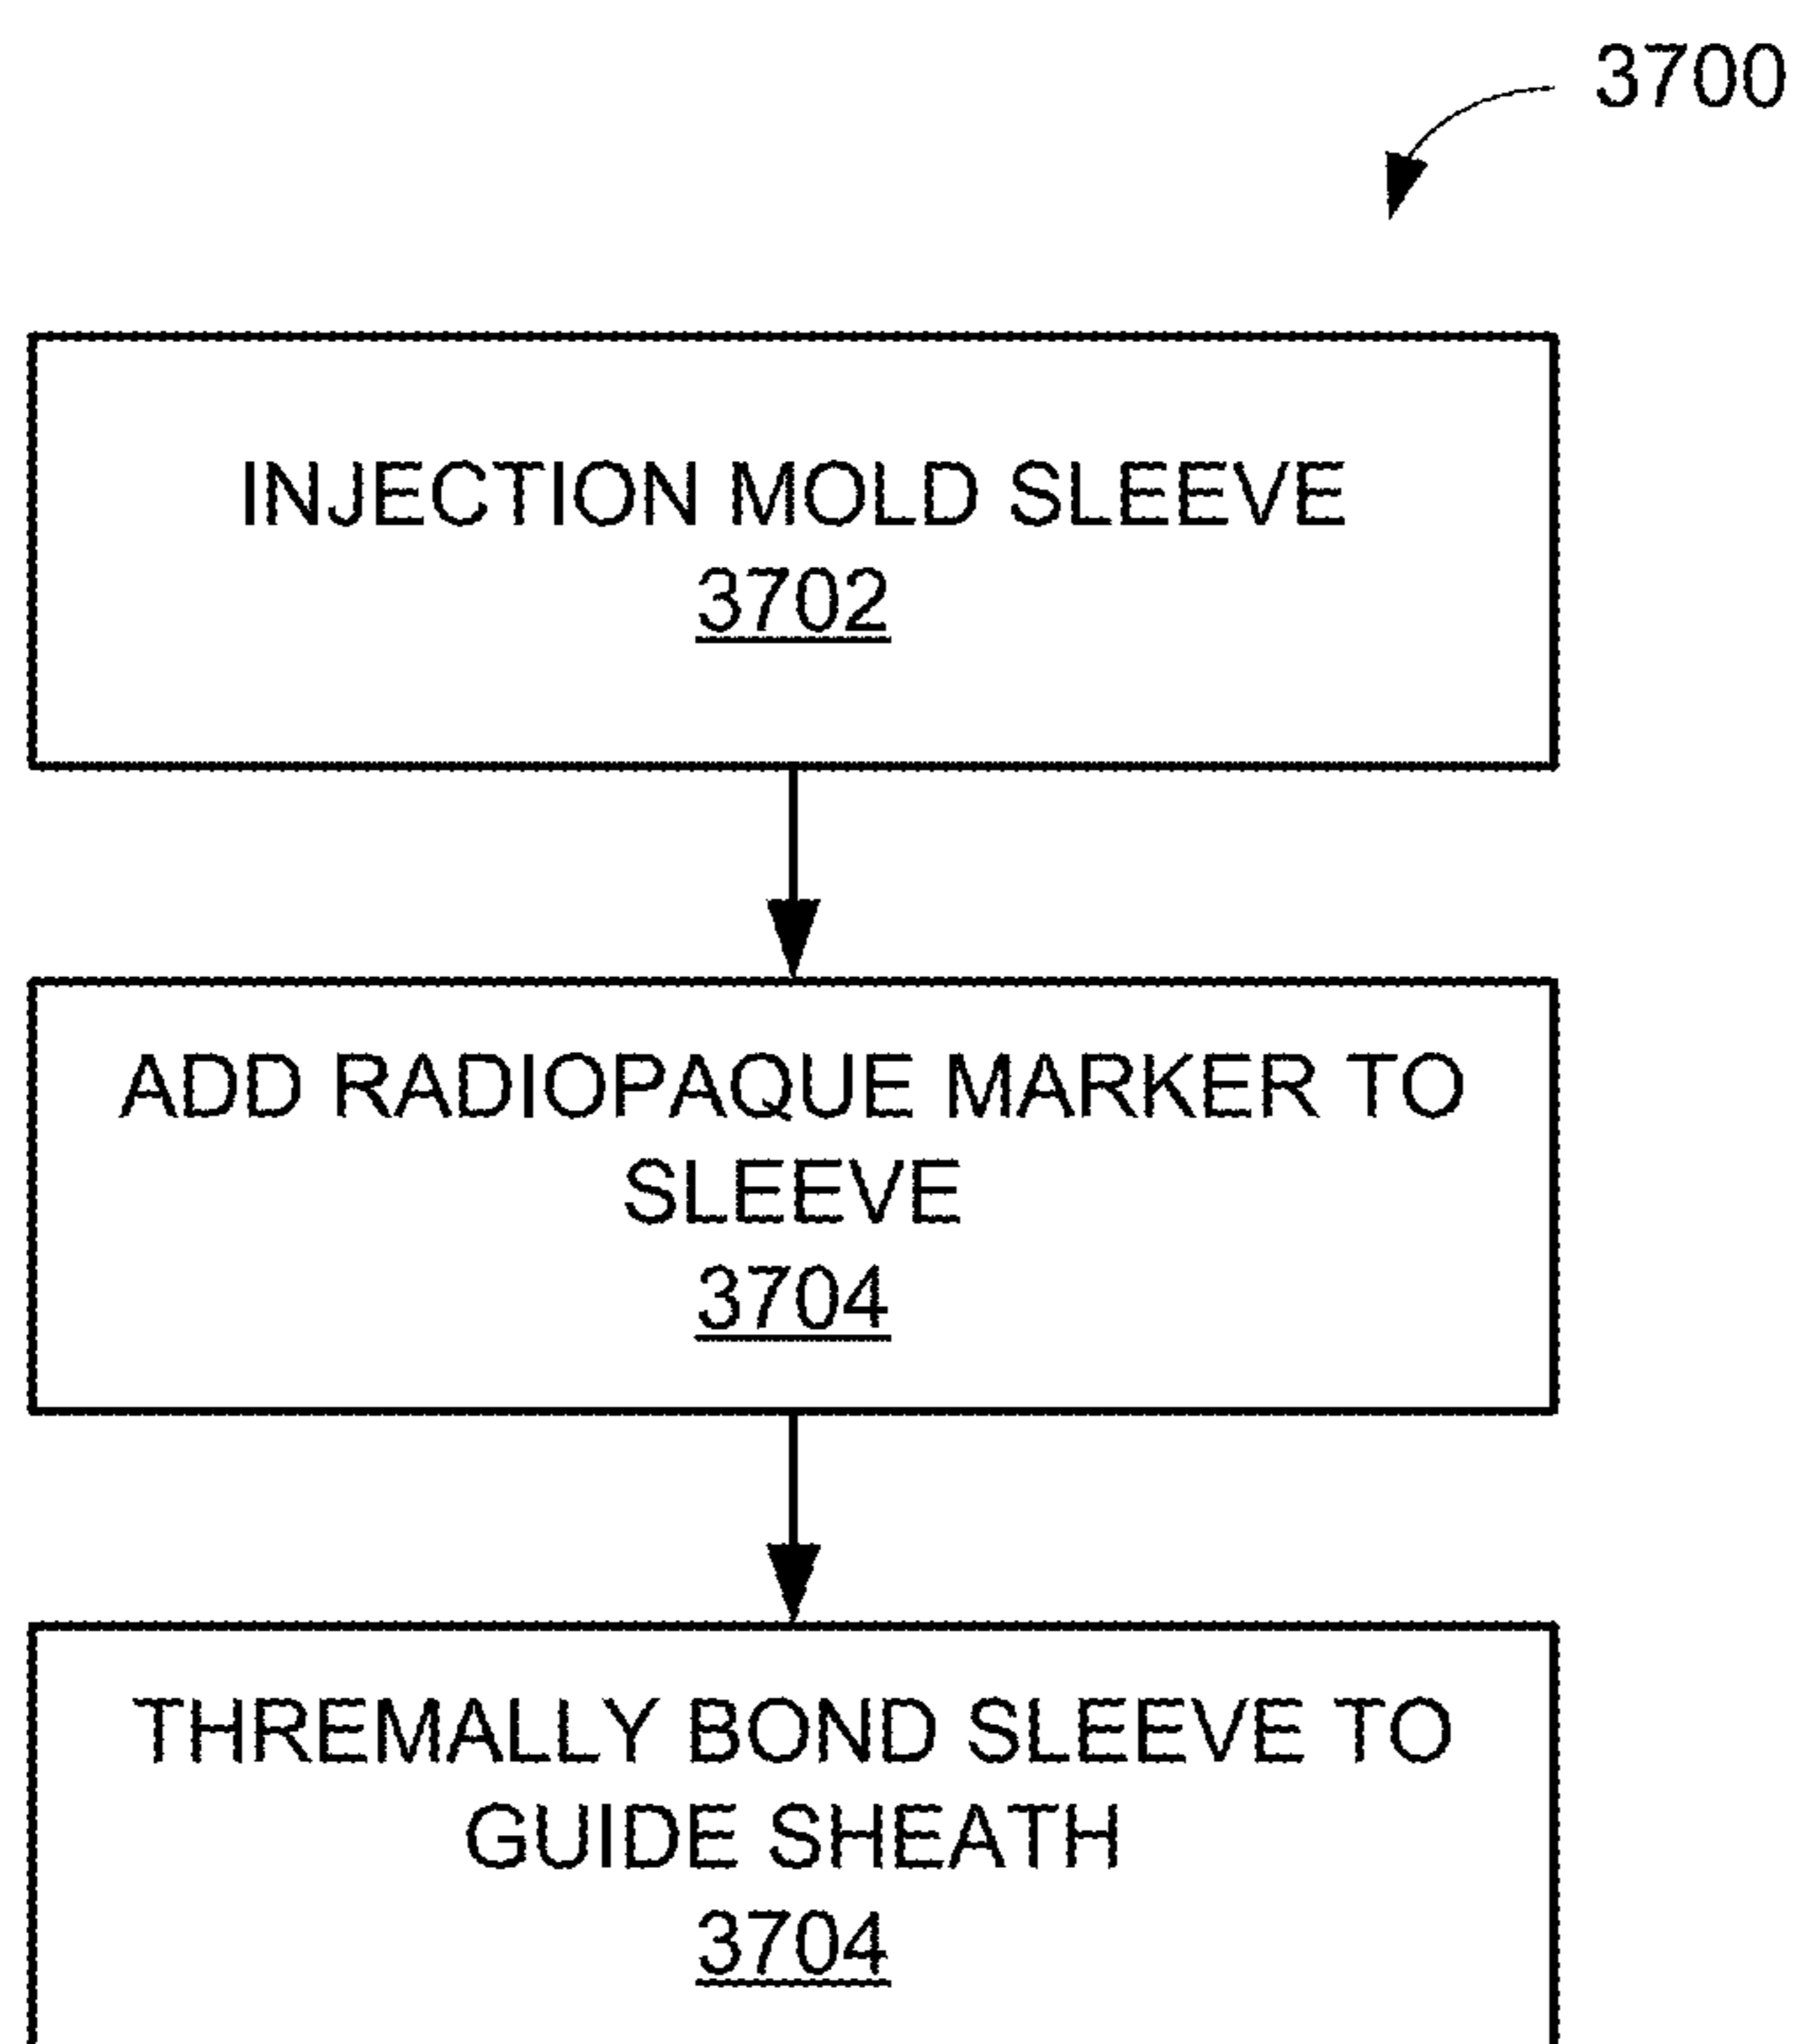 3700
INJECTION MOLD SLEEVE
3702
ADD RADIOPAQUE MARKER TO
SLEEVE
3704
THREMALLY BOND SLEEVE TO
GUIDE SHEATH
3704